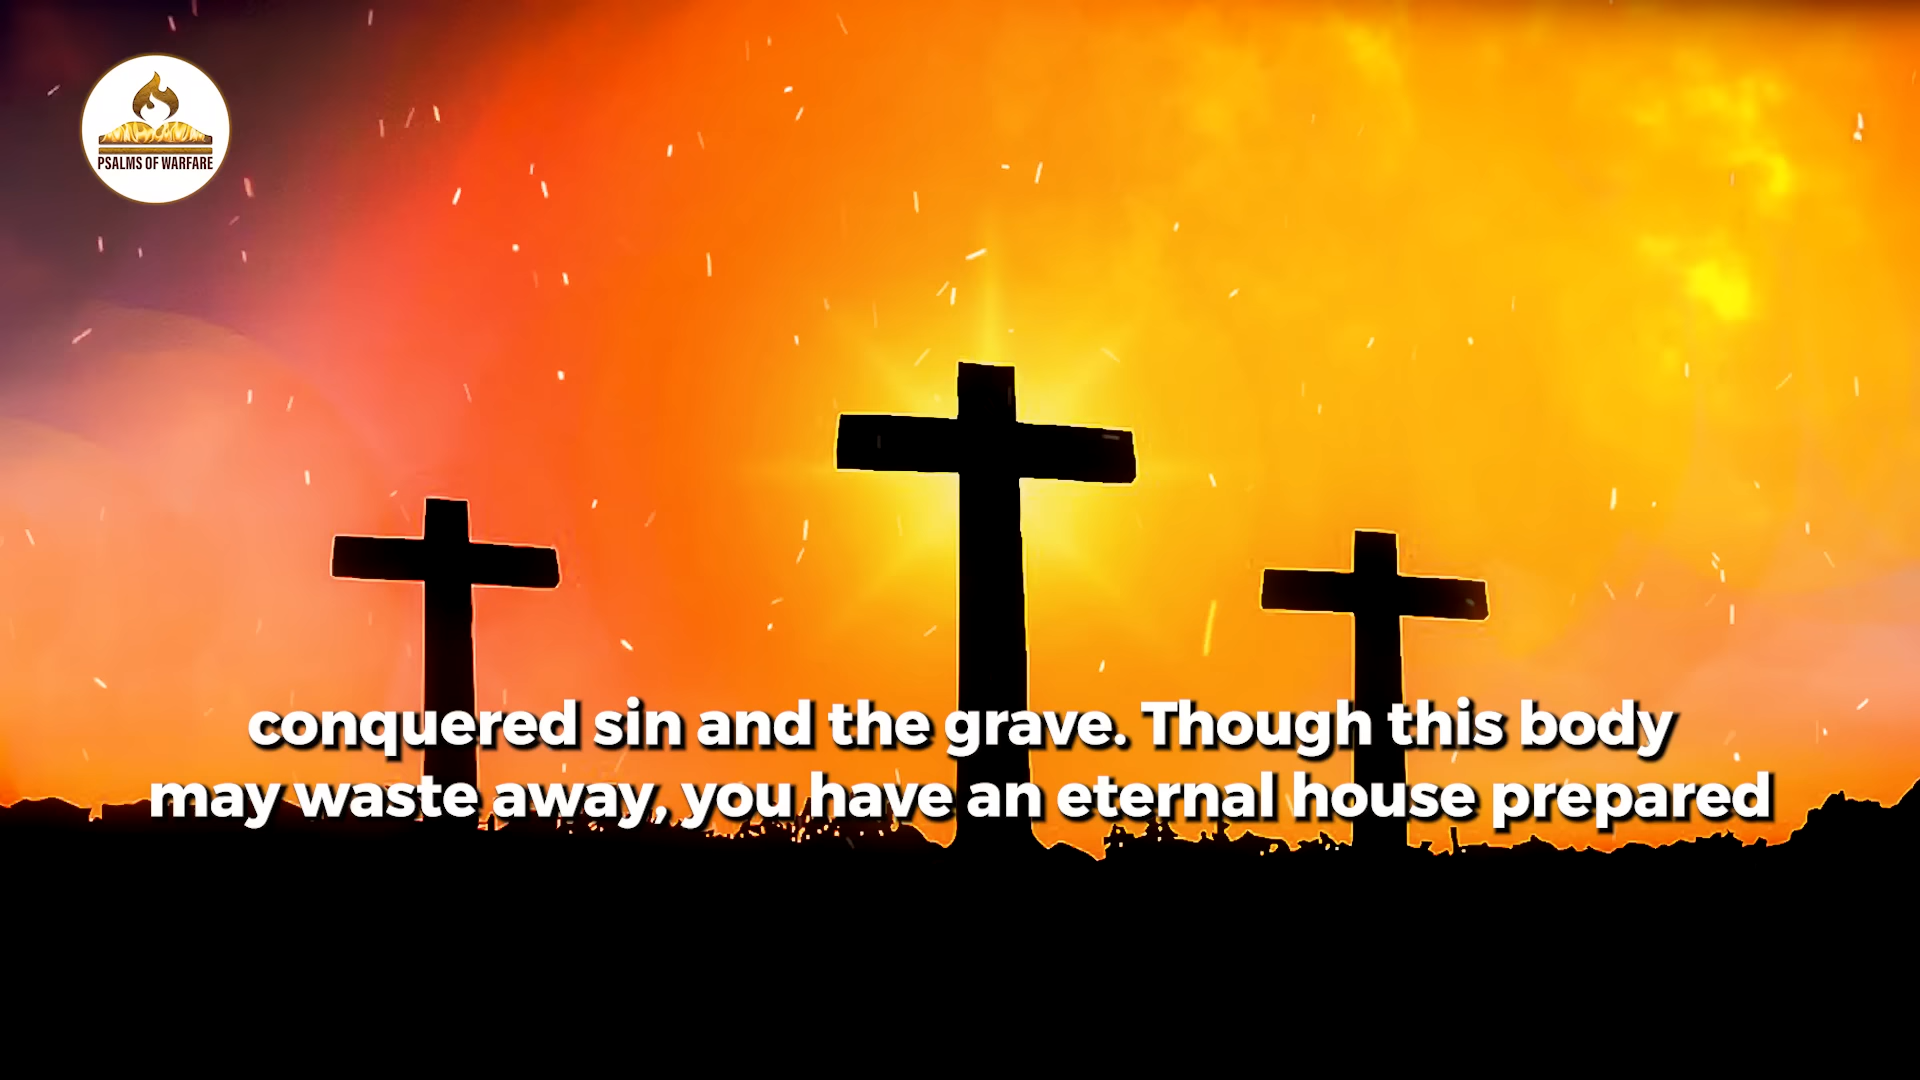 PSALMS OF WARFARE
conquered sin and the grave. Though this body
may waste away, you have an eternal house prepared